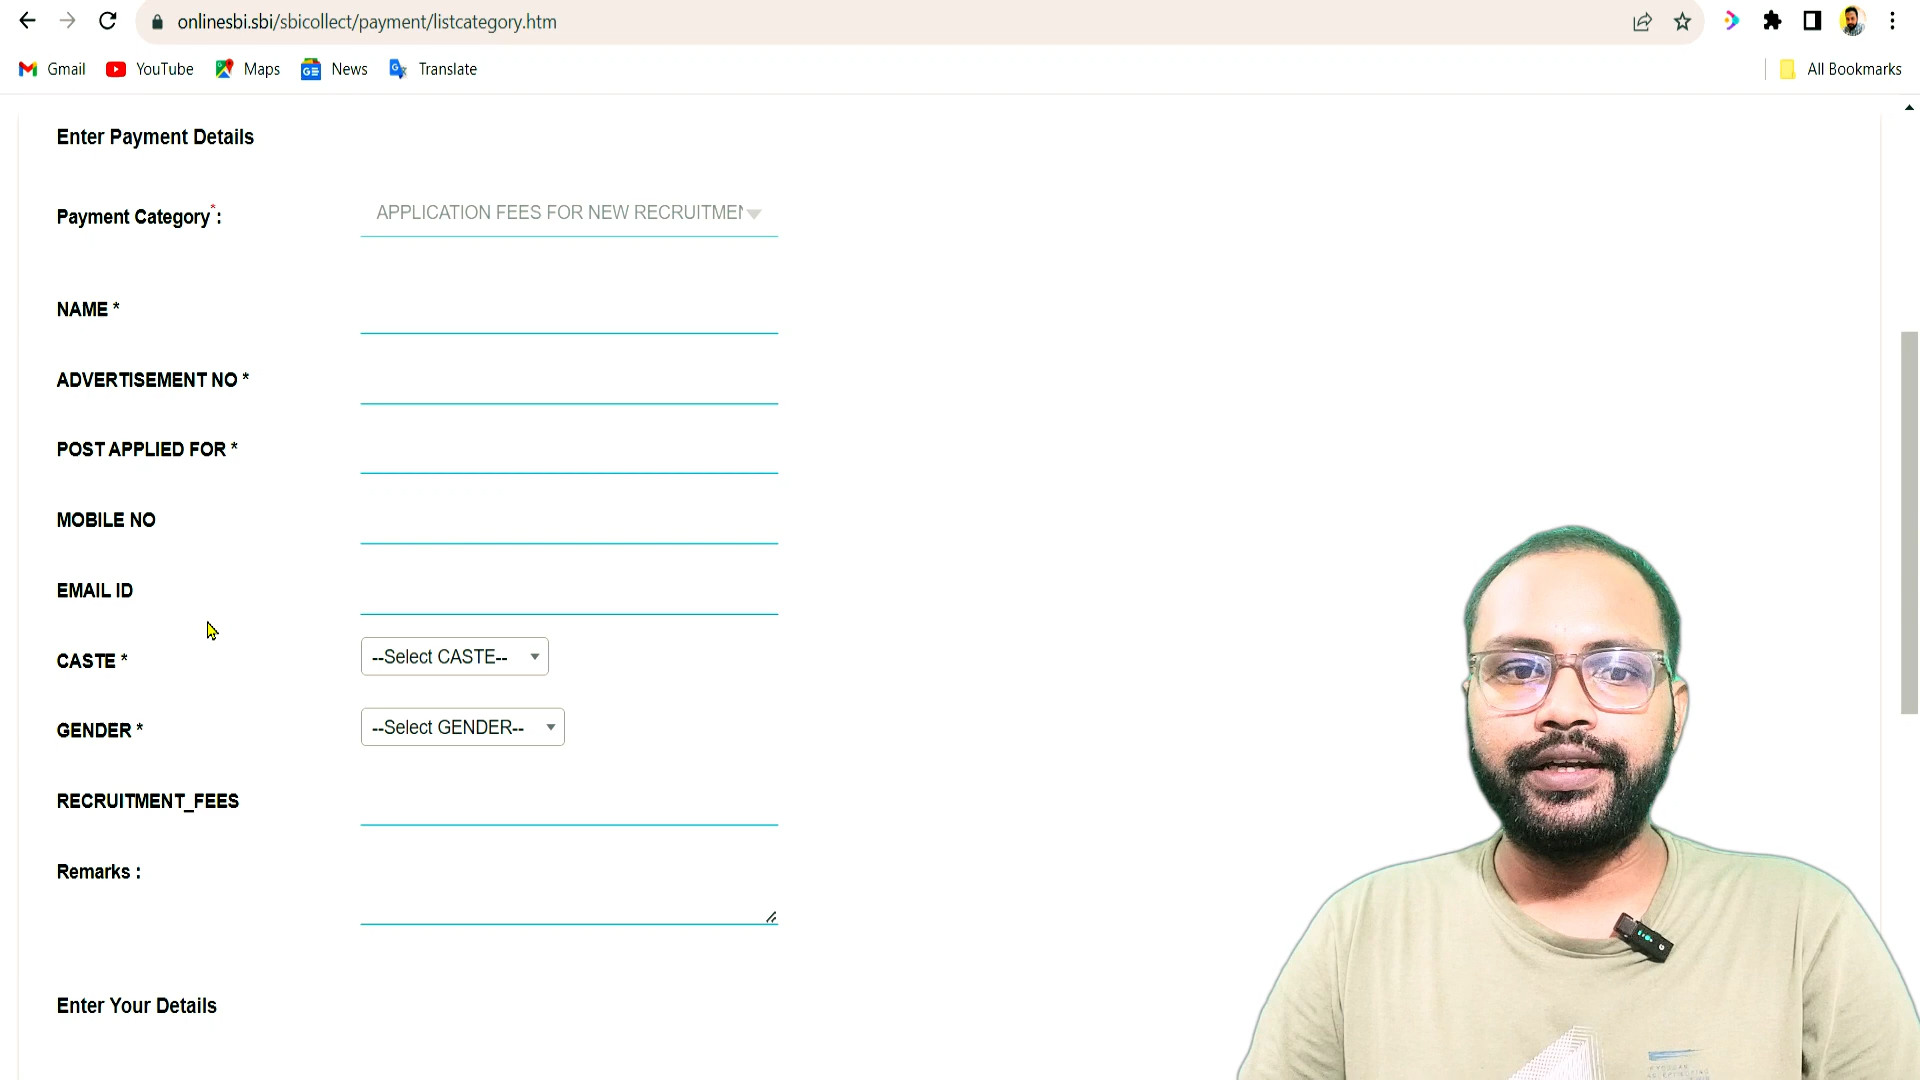 onlinesbi.sbi/sbicollect/payment/listcategory.htm
Gmail YouTube Maps News Translate All Bookmarks
Enter Payment Details
Payment Category*: APPLICATION FEES FOR NEW RECRUITMEN
NAME *
ADVERTISEMENT NO *
POST APPLIED FOR *
MOBILE NO
EMAIL ID
CASTE * --Select CASTE--
GENDER * --Select GENDER--
RECRUITMENT_FEES
Remarks :
Enter Your Details